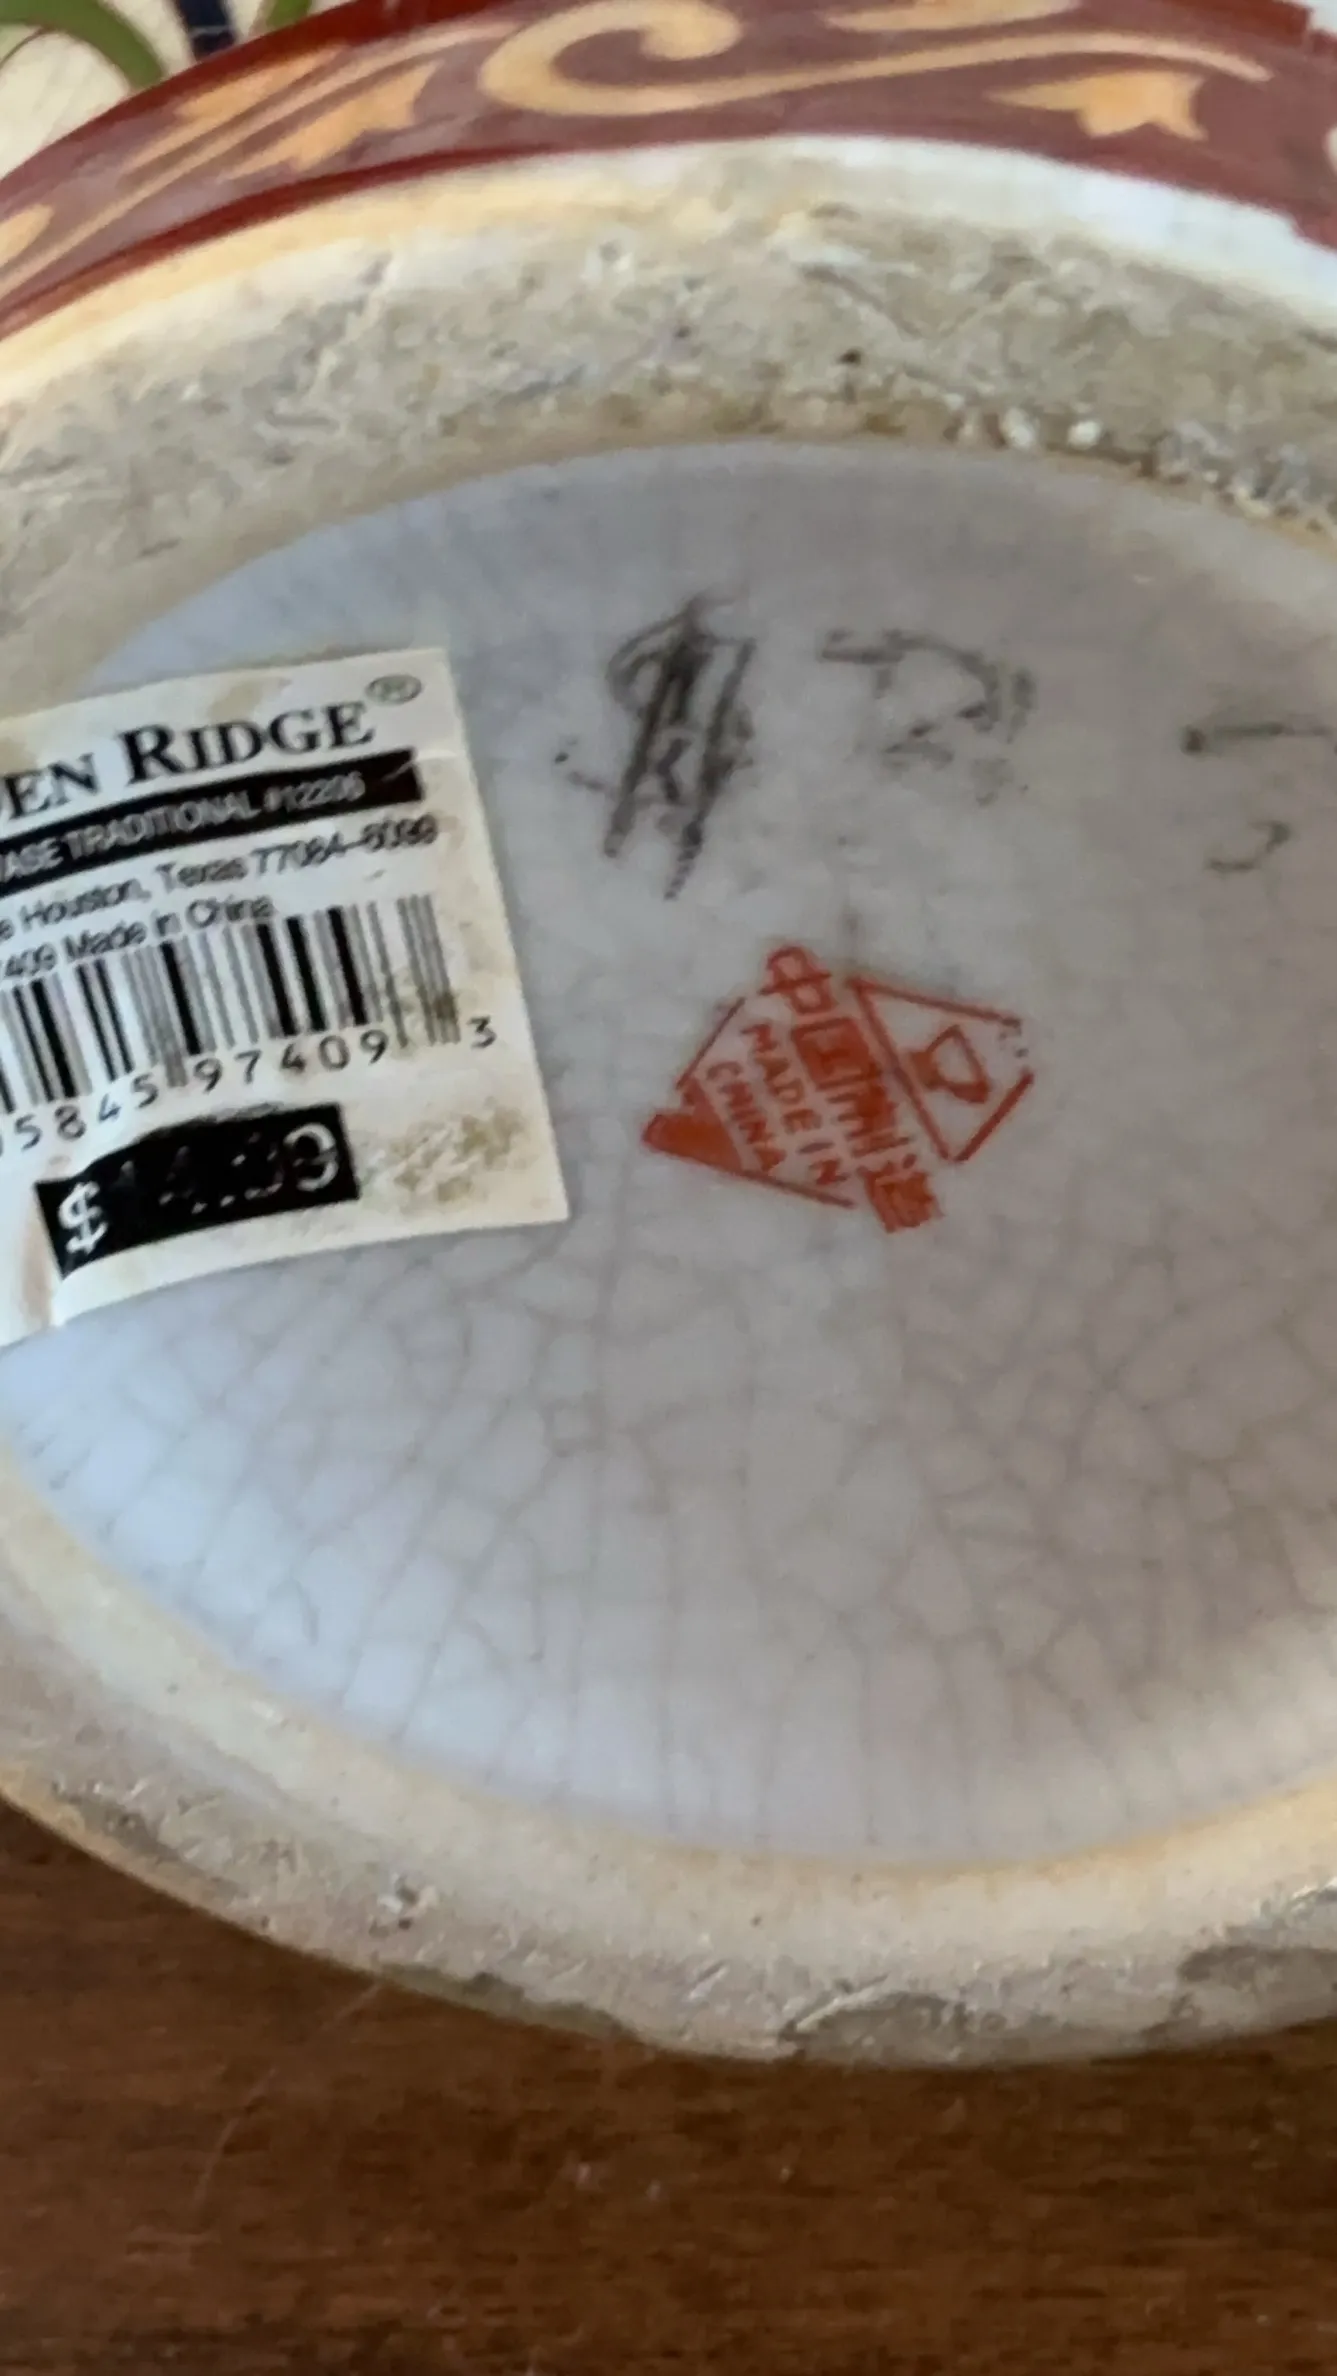 EN RIDGE®
ASE TRADITIONAL #12206
e Houston, Texas 77084-6099
409 Made in China
5845 97409 3
$
中国制造
MADE IN
CHINA